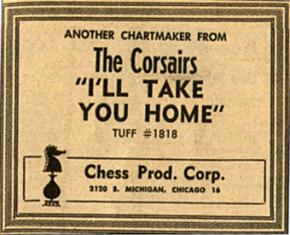 ANOTHER CHARTMAKER FROM
The Corsairs
"I'LL TAKE
YOU HOME"
TUFF #1818
Chess Prod. Corp.
2120 S. MICHIGAN, CHICAGO 16